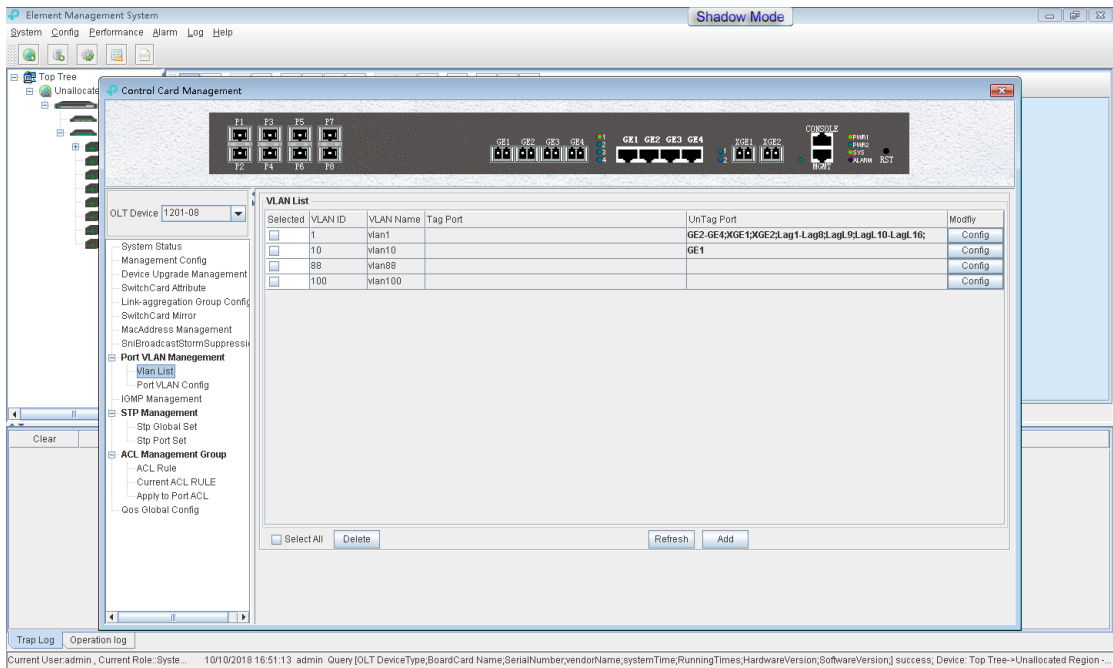 Element Management System
Shadow Mode
System Config Performance Alarm Log Help
Top Tree
Unallocate
Control Card Management
P1 P3 P5 P7
P2 P4 P6 P8
GE1 GE2 GE3 GE4
1
2
3
4
GE1 GE2 GE3 GE4
1
2
XGE1 XGE2
CONSOLE
MGMT
PWR1
PWR2
SYS
ALARM
RST
OLT Device 1201-08
System Status
Management Config
Device Upgrade Management
SwitchCard Attribute
Link-aggregation Group Config
SwitchCard Mirror
MacAddress Management
SniBroadcastStormSuppressi
Port VLAN Manegement
Vlan List
Port VLAN Config
IGMP Management
STP Management
Stp Global Set
Stp Port Set
ACL Management Group
ACL Rule
Current ACL RULE
Apply to Port ACL
Qos Global Config
VLAN List
Selected VLAN ID VLAN Name Tag Port UnTag Port Modfiy
1 vlan1 GE2-GE4;XGE1;XGE2;Lag1-Lag8;LagL9;LagL10-LagL16; Config
10 vlan10 GE1 Config
88 vlan88 Config
100 vlan100 Config
Select All Delete Refresh Add
Clear
Trap Log Operation log
Current User:admin , Current Role::Syste... 10/10/2018 16:51:13 admin Query [OLT DeviceType;BoardCard Name;SerialNumber;vendorName;systemTime;RunningTimes;HardwareVersion;SoftwareVersion;] success; Device: Top Tree->Unallocated Region -...